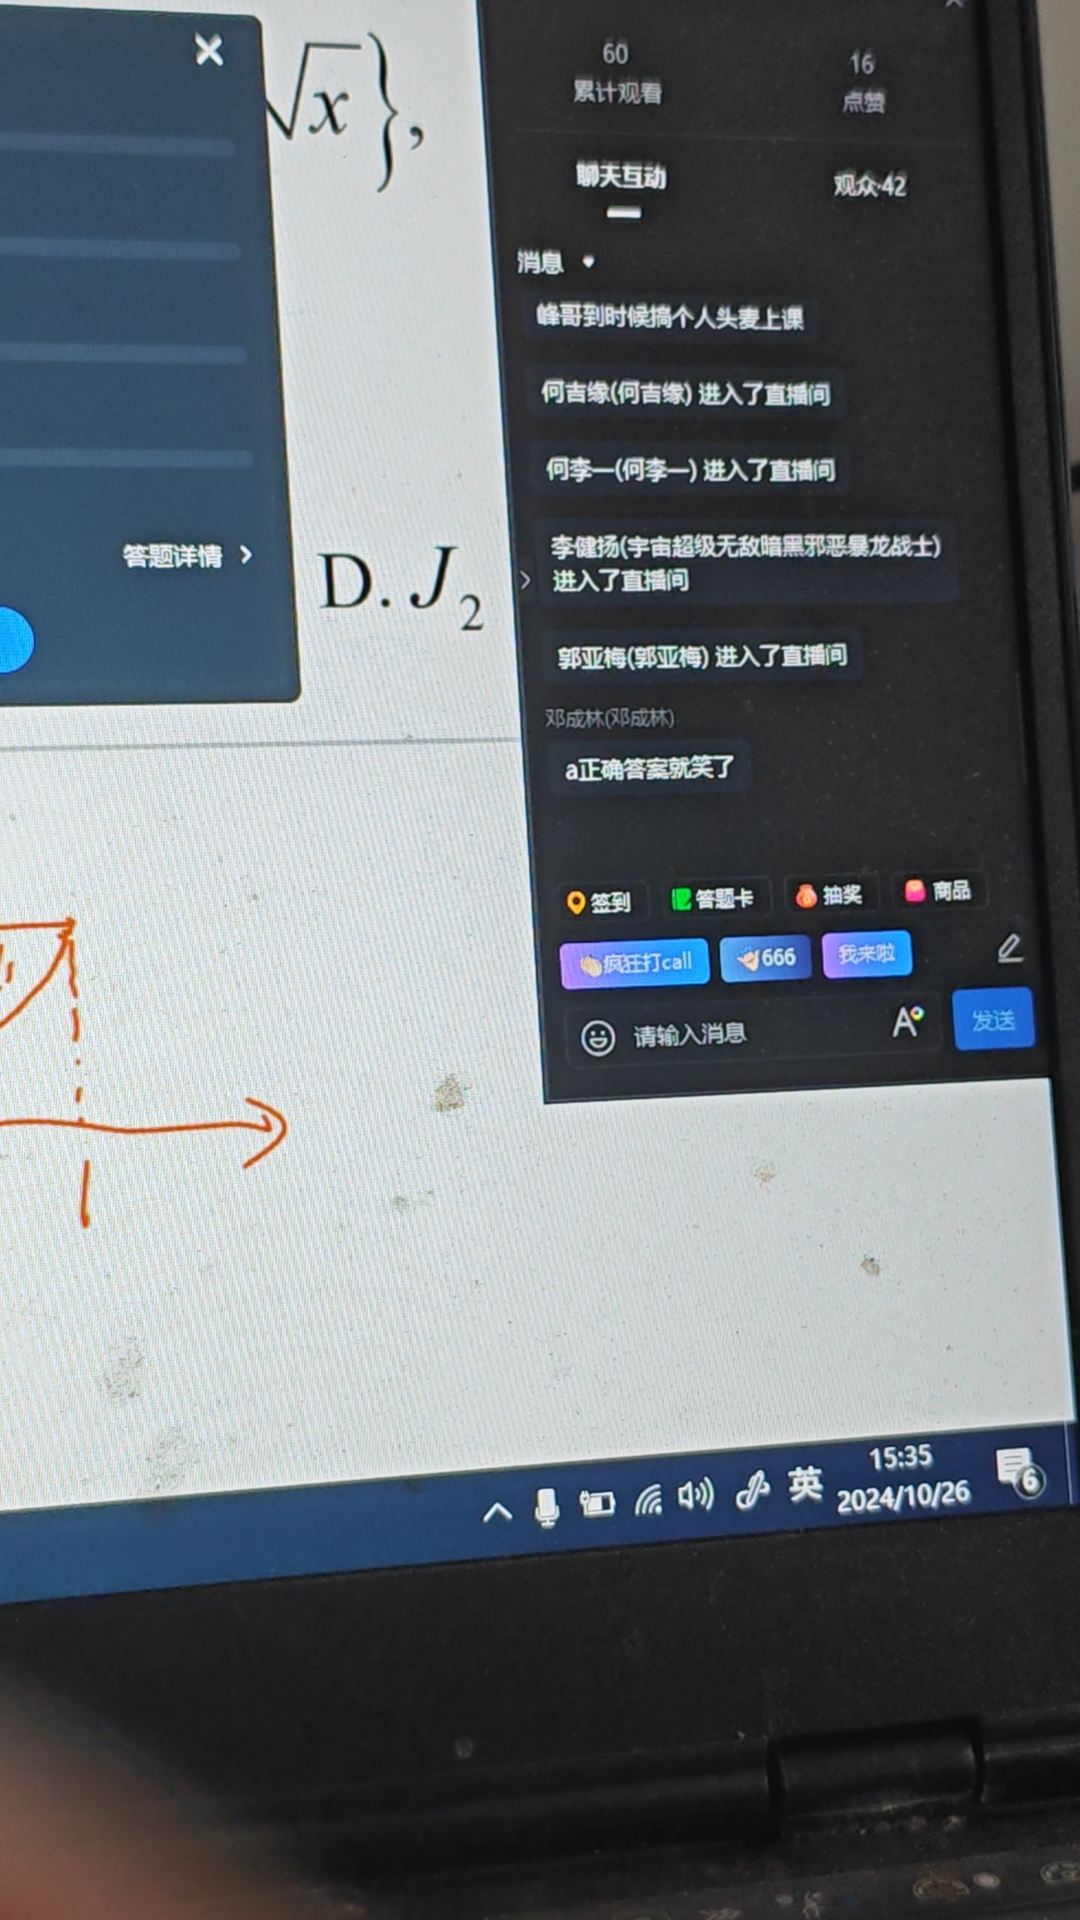 √x},
答题详情 >
D. J2
60
累计观看
16
点赞
聊天互动
观众·42
消息
峰哥到时候搞个人头麦上课
何吉缘(何吉缘) 进入了直播间
何李一(何李一) 进入了直播间
李健扬(宇宙超级无敌暗黑邪恶暴龙战士)
进入了直播间
郭亚梅(郭亚梅) 进入了直播间
邓成林(邓成林)
a正确答案就笑了
签到
答题卡
抽奖
商品
疯狂打call
666
我来啦
请输入消息
发送
1
英
15:35
2024/10/26
6